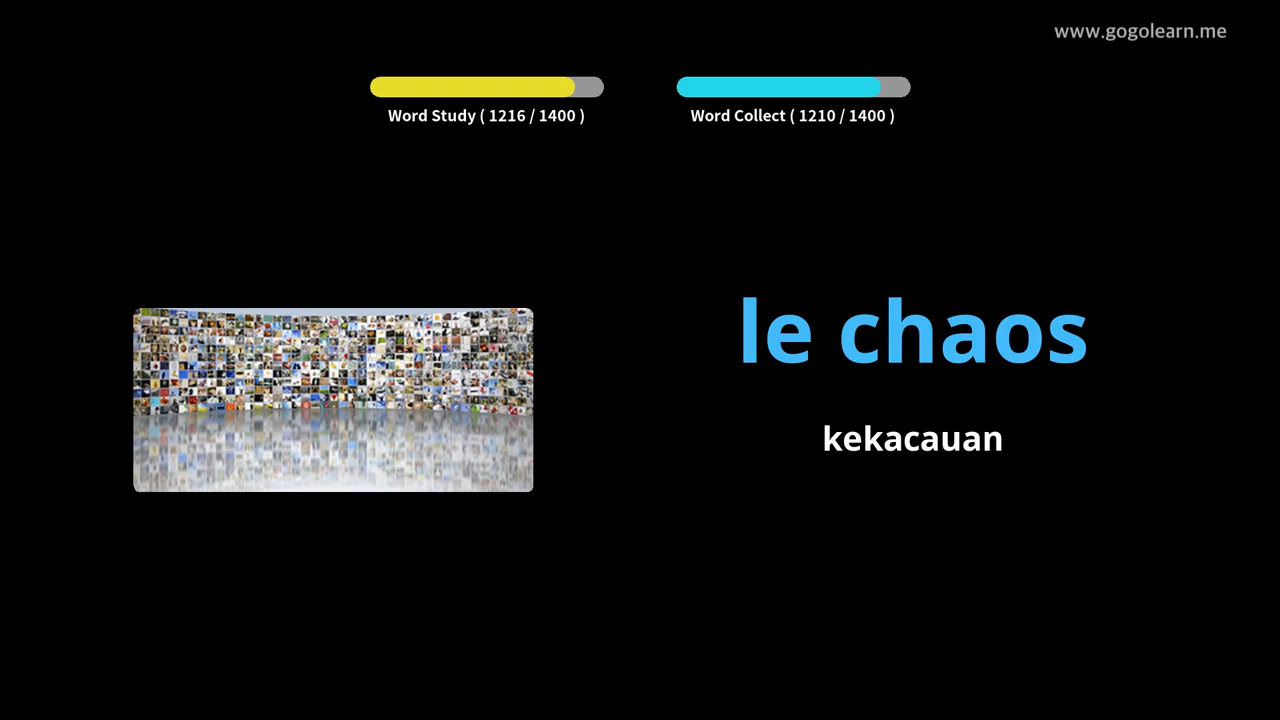 www.gogolearn.me
Word Study ( 1216 / 1400 )
Word Collect ( 1210 / 1400 )
le chaos
kekacauan